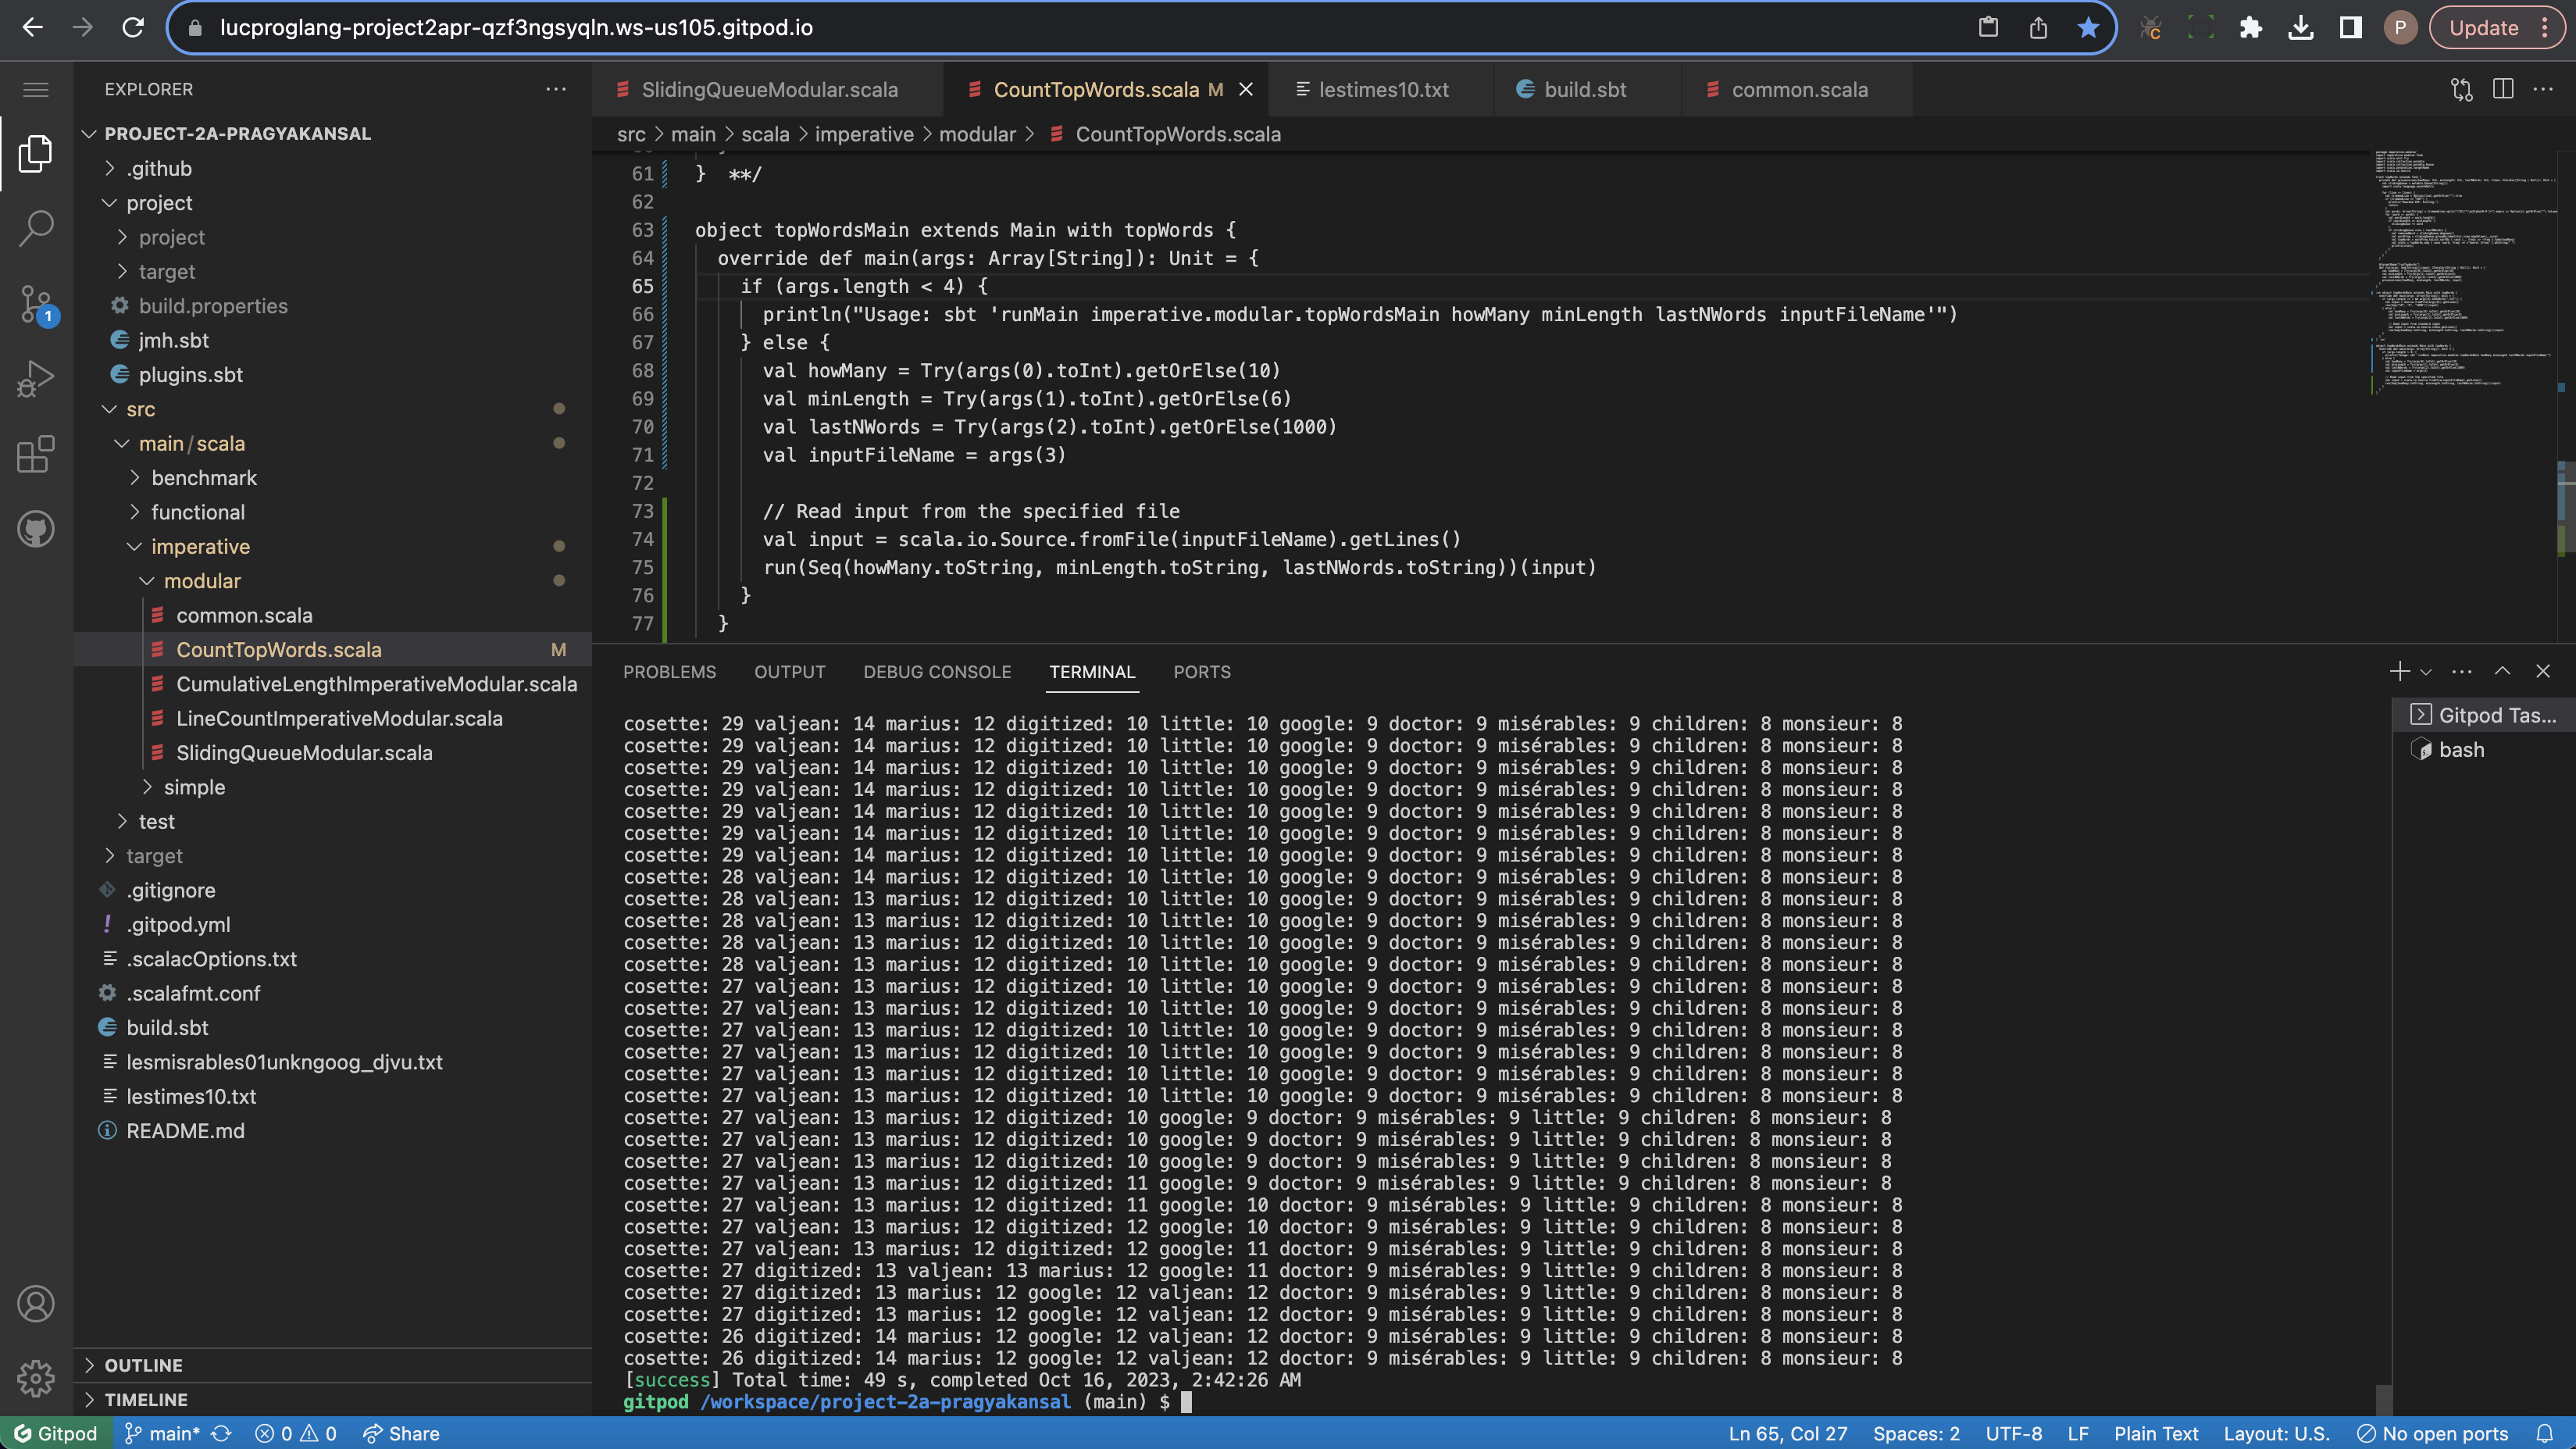 lucproglang-project2apr-qzf3ngsyqln.ws-us105.gitpod.io
P
Update
EXPLORER
PROJECT-2A-PRAGYAKANSAL
.github
project
project
target
build.properties
jmh.sbt
plugins.sbt
src
main/scala
benchmark
functional
imperative
modular
common.scala
CountTopWords.scala M
CumulativeLengthImperativeModular.scala
LineCountImperativeModular.scala
SlidingQueueModular.scala
simple
test
target
.gitignore
.gitpod.yml
.scalacOptions.txt
.scalafmt.conf
build.sbt
lesmisrables01unkngoog_djvu.txt
lestimes10.txt
README.md
OUTLINE
TIMELINE
1
SlidingQueueModular.scala CountTopWords.scala M lestimes10.txt build.sbt common.scala
src > main > scala > imperative > modular > CountTopWords.scala
61 } **/
62
63 object topWordsMain extends Main with topWords {
64 override def main(args: Array[String]): Unit = {
65 if (args.length < 4) {
66 println("Usage: sbt 'runMain imperative.modular.topWordsMain howMany minLength lastNWords inputFileName'")
67 } else {
68 val howMany = Try(args(0).toInt).getOrElse(10)
69 val minLength = Try(args(1).toInt).getOrElse(6)
70 val lastNWords = Try(args(2).toInt).getOrElse(1000)
71 val inputFileName = args(3)
72
73 // Read input from the specified file
74 val input = scala.io.Source.fromFile(inputFileName).getLines()
75 run(Seq(howMany.toString, minLength.toString, lastNWords.toString))(input)
76 }
77 }
PROBLEMS OUTPUT DEBUG CONSOLE TERMINAL PORTS
Gitpod Tas...
bash
cosette: 29 valjean: 14 marius: 12 digitized: 10 little: 10 google: 9 doctor: 9 misérables: 9 children: 8 monsieur: 8
cosette: 29 valjean: 14 marius: 12 digitized: 10 little: 10 google: 9 doctor: 9 misérables: 9 children: 8 monsieur: 8
cosette: 29 valjean: 14 marius: 12 digitized: 10 little: 10 google: 9 doctor: 9 misérables: 9 children: 8 monsieur: 8
cosette: 29 valjean: 14 marius: 12 digitized: 10 little: 10 google: 9 doctor: 9 misérables: 9 children: 8 monsieur: 8
cosette: 29 valjean: 14 marius: 12 digitized: 10 little: 10 google: 9 doctor: 9 misérables: 9 children: 8 monsieur: 8
cosette: 29 valjean: 14 marius: 12 digitized: 10 little: 10 google: 9 doctor: 9 misérables: 9 children: 8 monsieur: 8
cosette: 29 valjean: 14 marius: 12 digitized: 10 little: 10 google: 9 doctor: 9 misérables: 9 children: 8 monsieur: 8
cosette: 28 valjean: 14 marius: 12 digitized: 10 little: 10 google: 9 doctor: 9 misérables: 9 children: 8 monsieur: 8
cosette: 28 valjean: 13 marius: 12 digitized: 10 little: 10 google: 9 doctor: 9 misérables: 9 children: 8 monsieur: 8
cosette: 28 valjean: 13 marius: 12 digitized: 10 little: 10 google: 9 doctor: 9 misérables: 9 children: 8 monsieur: 8
cosette: 28 valjean: 13 marius: 12 digitized: 10 little: 10 google: 9 doctor: 9 misérables: 9 children: 8 monsieur: 8
cosette: 28 valjean: 13 marius: 12 digitized: 10 little: 10 google: 9 doctor: 9 misérables: 9 children: 8 monsieur: 8
cosette: 27 valjean: 13 marius: 12 digitized: 10 little: 10 google: 9 doctor: 9 misérables: 9 children: 8 monsieur: 8
cosette: 27 valjean: 13 marius: 12 digitized: 10 little: 10 google: 9 doctor: 9 misérables: 9 children: 8 monsieur: 8
cosette: 27 valjean: 13 marius: 12 digitized: 10 little: 10 google: 9 doctor: 9 misérables: 9 children: 8 monsieur: 8
cosette: 27 valjean: 13 marius: 12 digitized: 10 little: 10 google: 9 doctor: 9 misérables: 9 children: 8 monsieur: 8
cosette: 27 valjean: 13 marius: 12 digitized: 10 little: 10 google: 9 doctor: 9 misérables: 9 children: 8 monsieur: 8
cosette: 27 valjean: 13 marius: 12 digitized: 10 little: 10 google: 9 doctor: 9 misérables: 9 children: 8 monsieur: 8
cosette: 27 valjean: 13 marius: 12 digitized: 10 google: 9 doctor: 9 misérables: 9 little: 9 children: 8 monsieur: 8
cosette: 27 valjean: 13 marius: 12 digitized: 10 google: 9 doctor: 9 misérables: 9 little: 9 children: 8 monsieur: 8
cosette: 27 valjean: 13 marius: 12 digitized: 10 google: 9 doctor: 9 misérables: 9 little: 9 children: 8 monsieur: 8
cosette: 27 valjean: 13 marius: 12 digitized: 11 google: 9 doctor: 9 misérables: 9 little: 9 children: 8 monsieur: 8
cosette: 27 valjean: 13 marius: 12 digitized: 11 google: 10 doctor: 9 misérables: 9 little: 9 children: 8 monsieur: 8
cosette: 27 valjean: 13 marius: 12 digitized: 12 google: 10 doctor: 9 misérables: 9 little: 9 children: 8 monsieur: 8
cosette: 27 valjean: 13 marius: 12 digitized: 12 google: 11 doctor: 9 misérables: 9 little: 9 children: 8 monsieur: 8
cosette: 27 digitized: 13 valjean: 13 marius: 12 google: 11 doctor: 9 misérables: 9 little: 9 children: 8 monsieur: 8
cosette: 27 digitized: 13 marius: 12 google: 12 valjean: 12 doctor: 9 misérables: 9 little: 9 children: 8 monsieur: 8
cosette: 27 digitized: 13 marius: 12 google: 12 valjean: 12 doctor: 9 misérables: 9 little: 9 children: 8 monsieur: 8
cosette: 26 digitized: 14 marius: 12 google: 12 valjean: 12 doctor: 9 misérables: 9 little: 9 children: 8 monsieur: 8
cosette: 26 digitized: 14 marius: 12 google: 12 valjean: 12 doctor: 9 misérables: 9 little: 9 children: 8 monsieur: 8
[success] Total time: 49 s, completed Oct 16, 2023, 2:42:26 AM
gitpod /workspace/project-2a-pragyakansal (main) $
Gitpod main* 0 0 Share Ln 65, Col 27 Spaces: 2 UTF-8 LF Plain Text Layout: U.S. No open ports